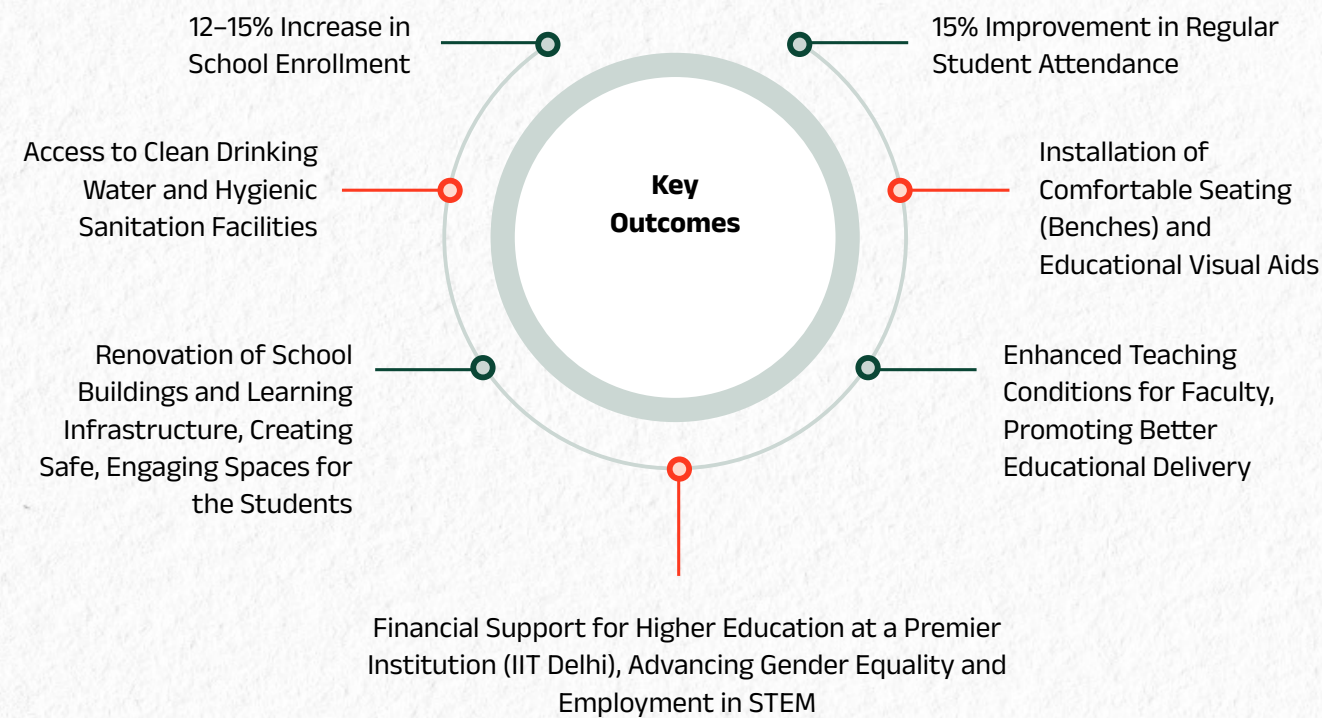 12–15% Increase in
School Enrollment
15% Improvement in Regular
Student Attendance
Access to Clean Drinking
Water and Hygienic
Sanitation Facilities
Key
Outcomes
Installation of
Comfortable Seating
(Benches) and
Educational Visual Aids
Renovation of School
Buildings and Learning
Infrastructure, Creating
Safe, Engaging Spaces for
the Students
Enhanced Teaching
Conditions for Faculty,
Promoting Better
Educational Delivery
Financial Support for Higher Education at a Premier
Institution (IIT Delhi), Advancing Gender Equality and
Employment in STEM